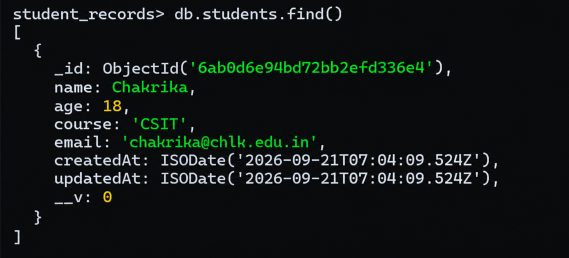 student_records> db.students.find()
[
  {
    _id: ObjectId('6ab0d6e94bd72bb2efd336e4'),
    name: Chakrika,
    age: 18,
    course: 'CSIT',
    email: 'chakrika@chlk.edu.in',
    createdAt: ISODate('2026-09-21T07:04:09.524Z'),
    updatedAt: ISODate('2026-09-21T07:04:09.524Z'),
    __v: 0
  }
]